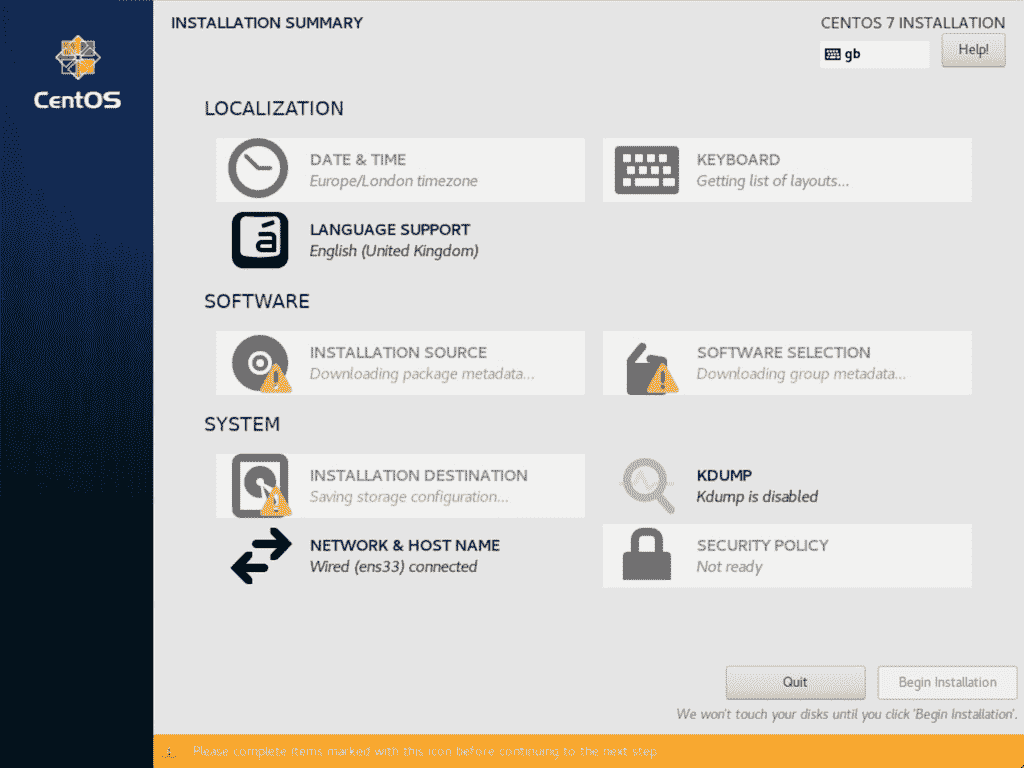 INSTALLATION SUMMARY
CENTOS 7 INSTALLATION
gb
Help!
CentOS
LOCALIZATION
DATE & TIME
Europe/London timezone
KEYBOARD
Getting list of layouts...
LANGUAGE SUPPORT
English (United Kingdom)
SOFTWARE
INSTALLATION SOURCE
Downloading package metadata...
SOFTWARE SELECTION
Downloading group metadata...
SYSTEM
INSTALLATION DESTINATION
Saving storage configuration...
KDUMP
Kdump is disabled
NETWORK & HOST NAME
Wired (ens33) connected
SECURITY POLICY
Not ready
Quit
Begin Installation
We won't touch your disks until you click 'Begin Installation'.
Please complete items marked with this icon before continuing to the next step.